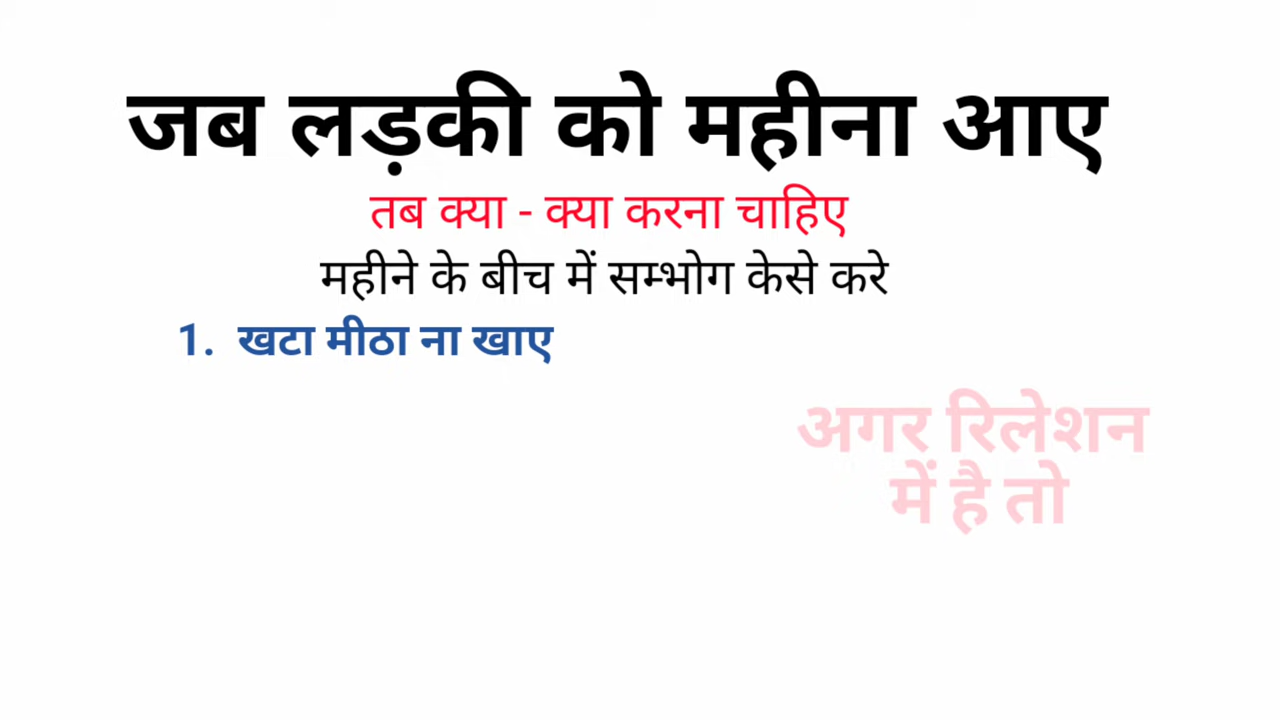 जब लड़की को महीना आए
तब क्या - क्या करना चाहिए
महीने के बीच में सम्भोग केसे करे
1. खटा मीठा ना खाए
अगर रिलेशन
में है तो